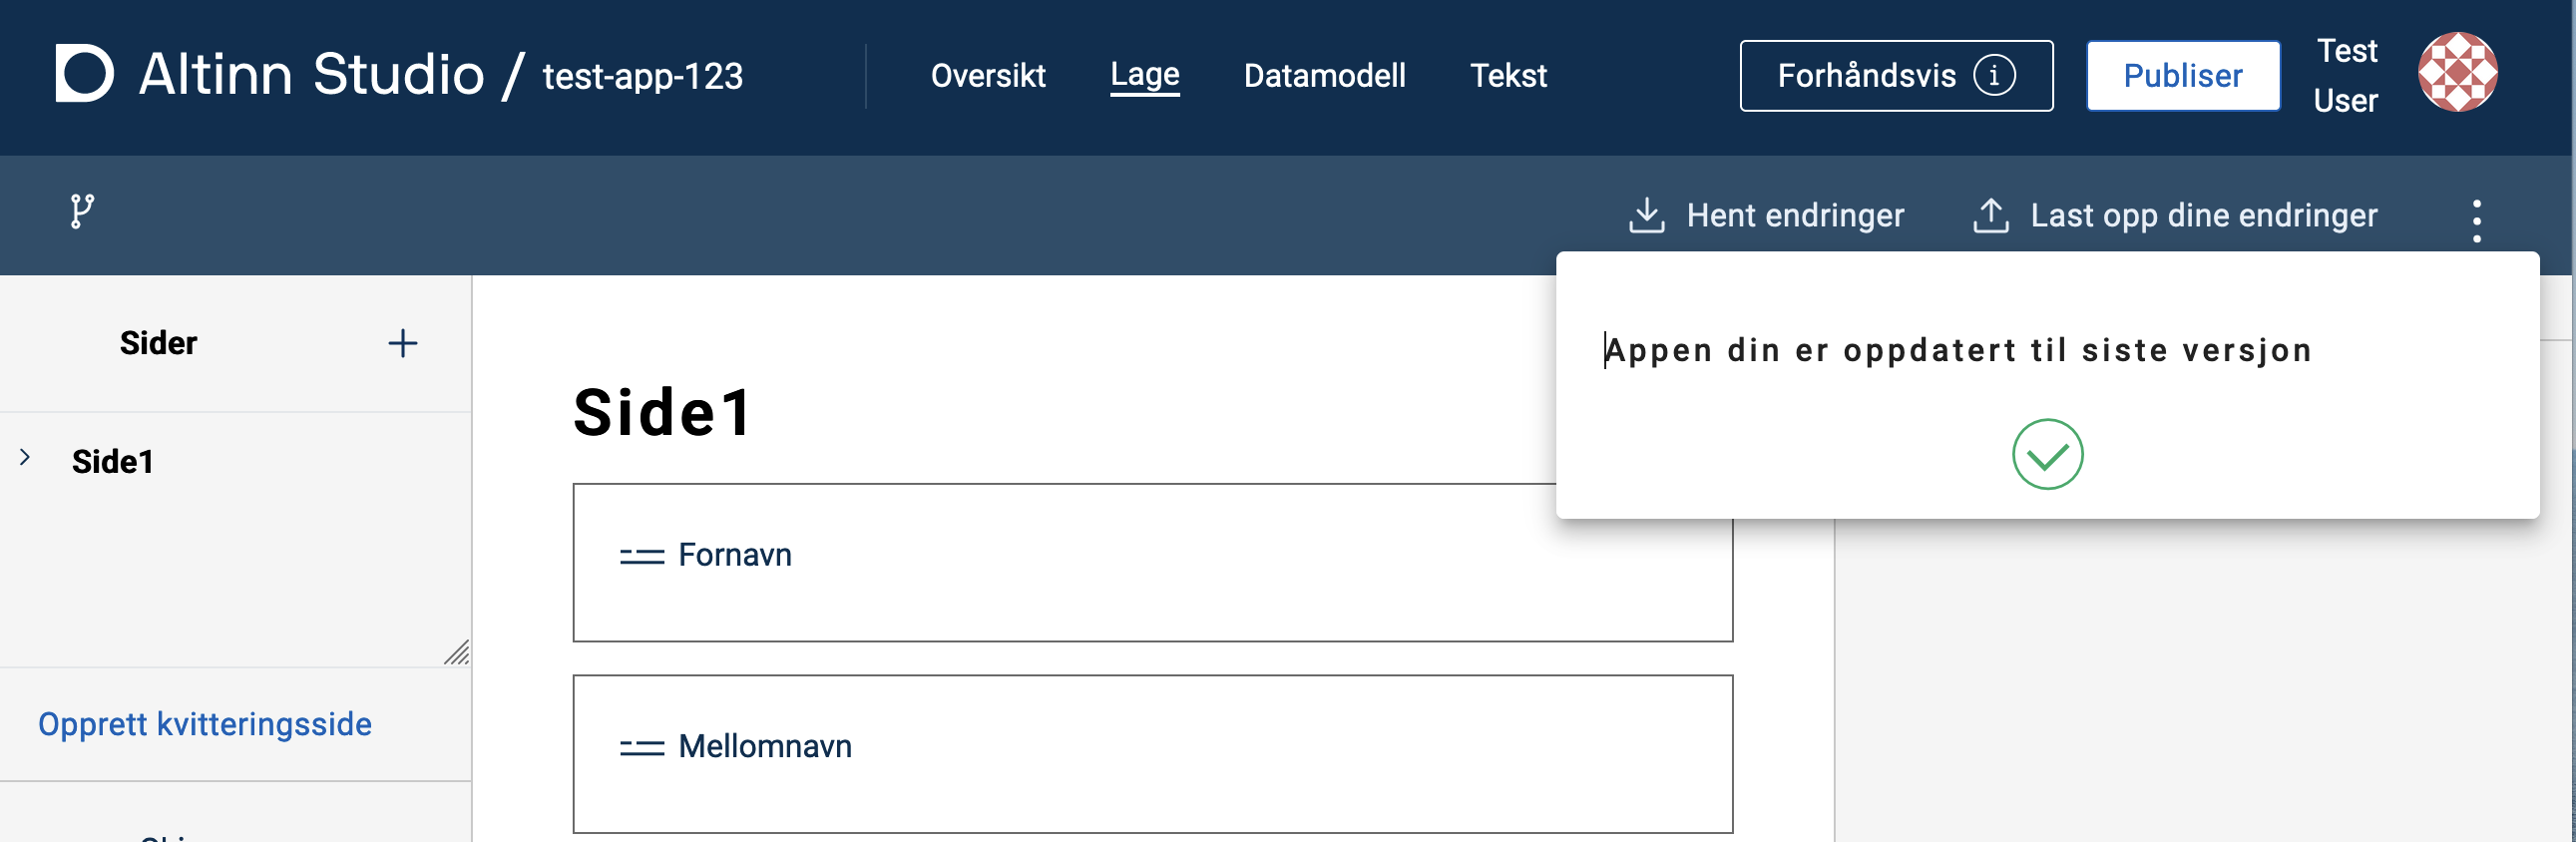 Altinn Studio / test-app-123
Oversikt
Lage
Datamodell
Tekst
Forhåndsvis
Publiser
Test
User
Hent endringer
Last opp dine endringer
Appen din er oppdatert til siste versjon
Sider
Side1
Opprett kvitteringsside
Side1
Fornavn
Mellomnavn